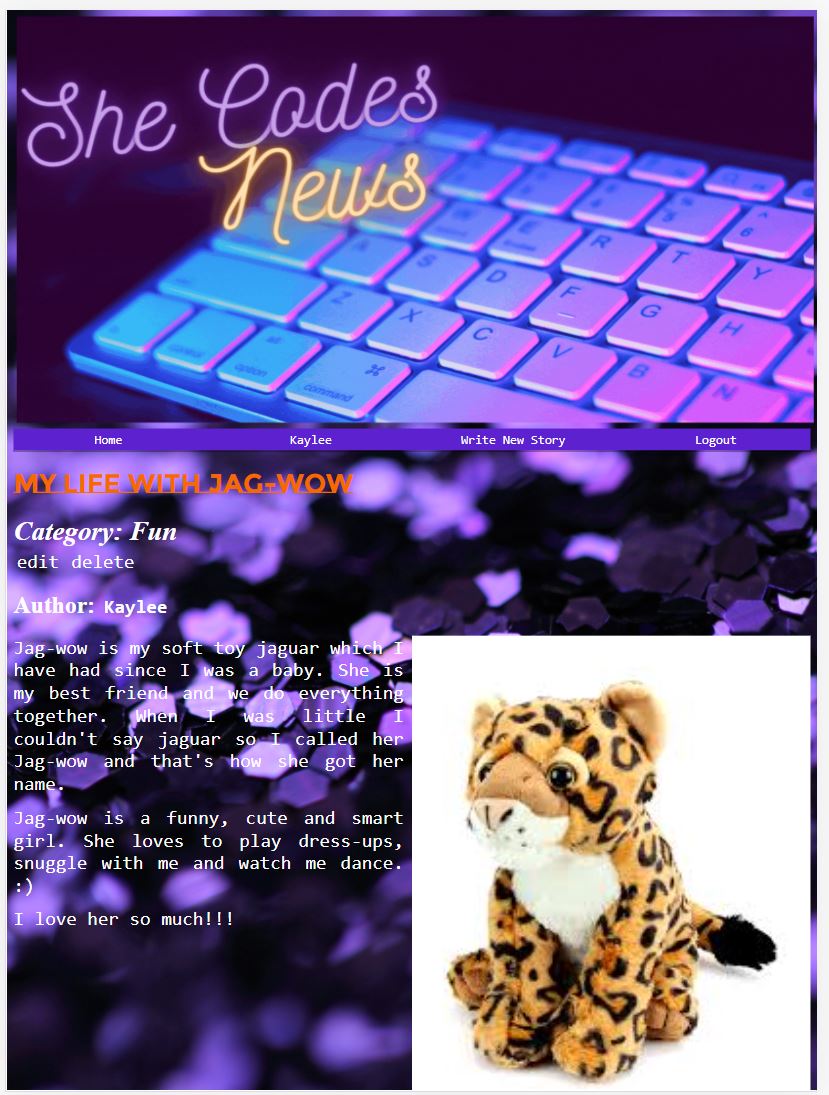 She Codes
News
Home Kaylee Write New Story Logout
MY LIFE WITH JAG-WOW
Category: Fun
edit delete
Author: Kaylee
Jag-wow is my soft toy jaguar which I
have had since I was a baby. She is
my best friend and we do everything
together. When I was little I
couldn't say jaguar so I called her
Jag-wow and that's how she got her
name.
Jag-wow is a funny, cute and smart
girl. She loves to play dress-ups,
snuggle with me and watch me dance.
:)
I love her so much!!!
^
6
E R T Y
A S D F G H
Z X C V B N
option ⌘
command